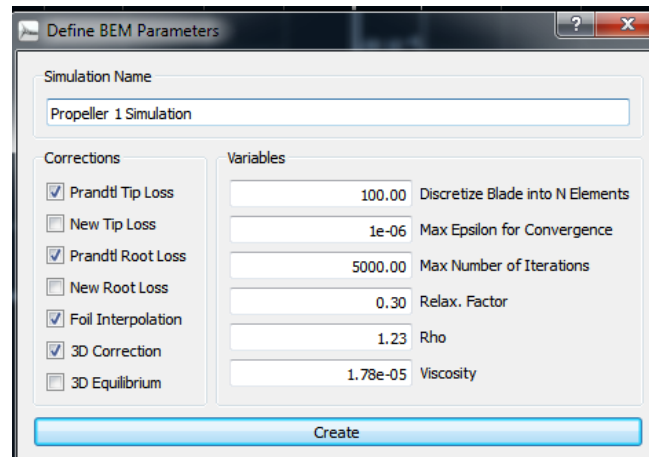 Define BEM Parameters
Simulation Name
Propeller 1 Simulation
Corrections
Prandtl Tip Loss
New Tip Loss
Prandtl Root Loss
New Root Loss
Foil Interpolation
3D Correction
3D Equilibrium
Variables
100.00 Discretize Blade into N Elements
1e-06 Max Epsilon for Convergence
5000.00 Max Number of Iterations
0.30 Relax. Factor
1.23 Rho
1.78e-05 Viscosity
Create